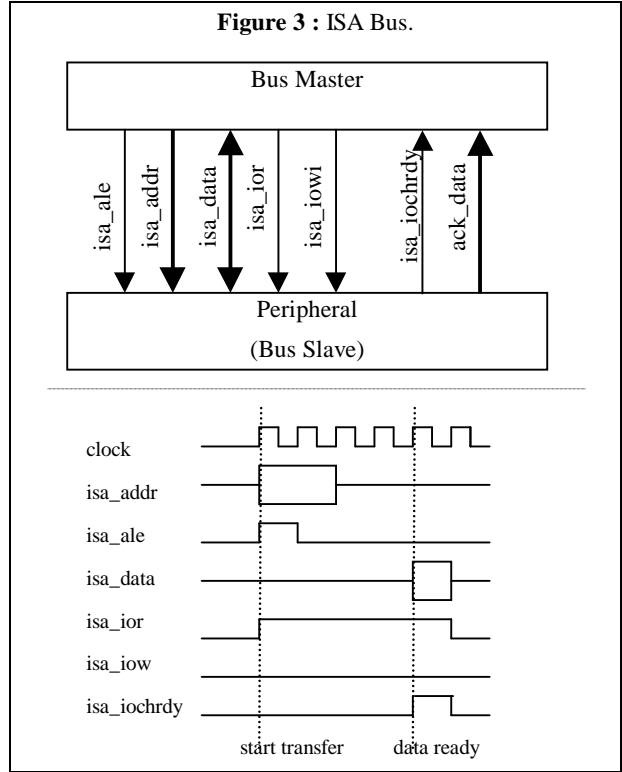 Figure 3 : ISA Bus.
Bus Master
isa_ale
isa_addr
isa_data
isa_ior
isa_iowi
isa_iochrdy
ack_data
Peripheral
(Bus Slave)
clock
isa_addr
isa_ale
isa_data
isa_ior
isa_iow
isa_iochrdy
start transfer
data ready